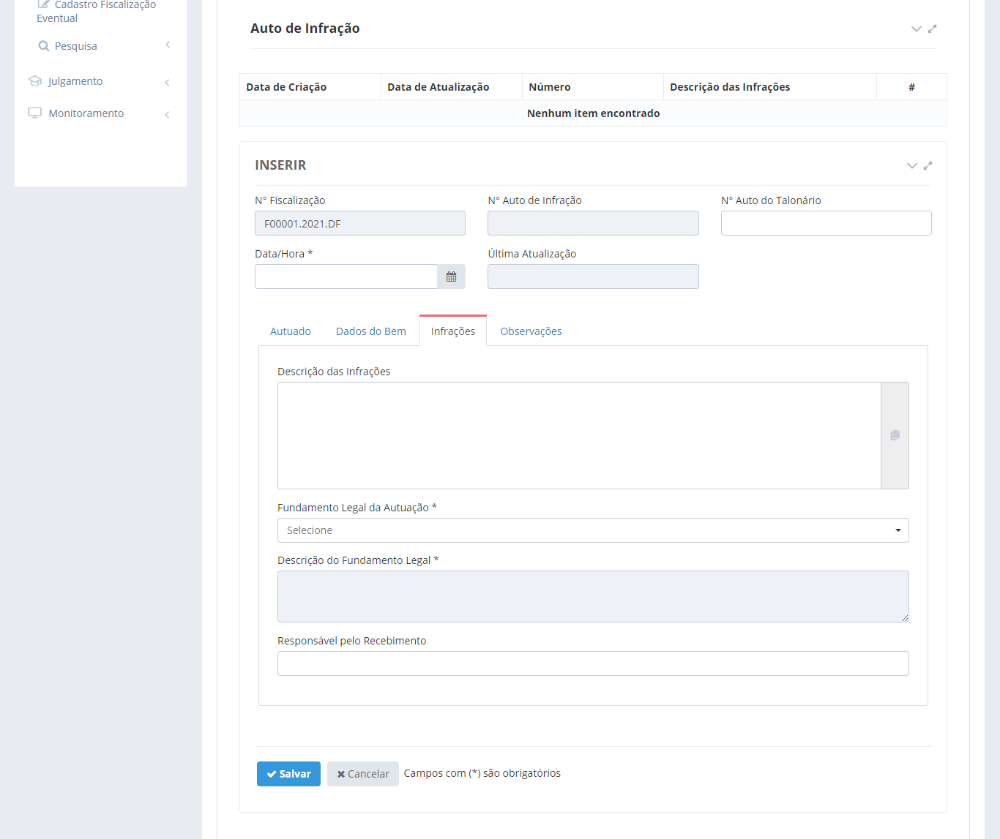 Cadastro Fiscalização
Eventual
Pesquisa
Julgamento
Monitoramento
Auto de Infração
Data de Criação Data de Atualização Número Descrição das Infrações #
Nenhum item encontrado
INSERIR
N° Fiscalização N° Auto de Infração N° Auto do Talonário
F00001.2021.DF
Data/Hora * Última Atualização
Autuado Dados do Bem Infrações Observações
Descrição das Infrações
Fundamento Legal da Autuação *
Selecione
Descrição do Fundamento Legal *
Responsável pelo Recebimento
Salvar Cancelar Campos com (*) são obrigatórios